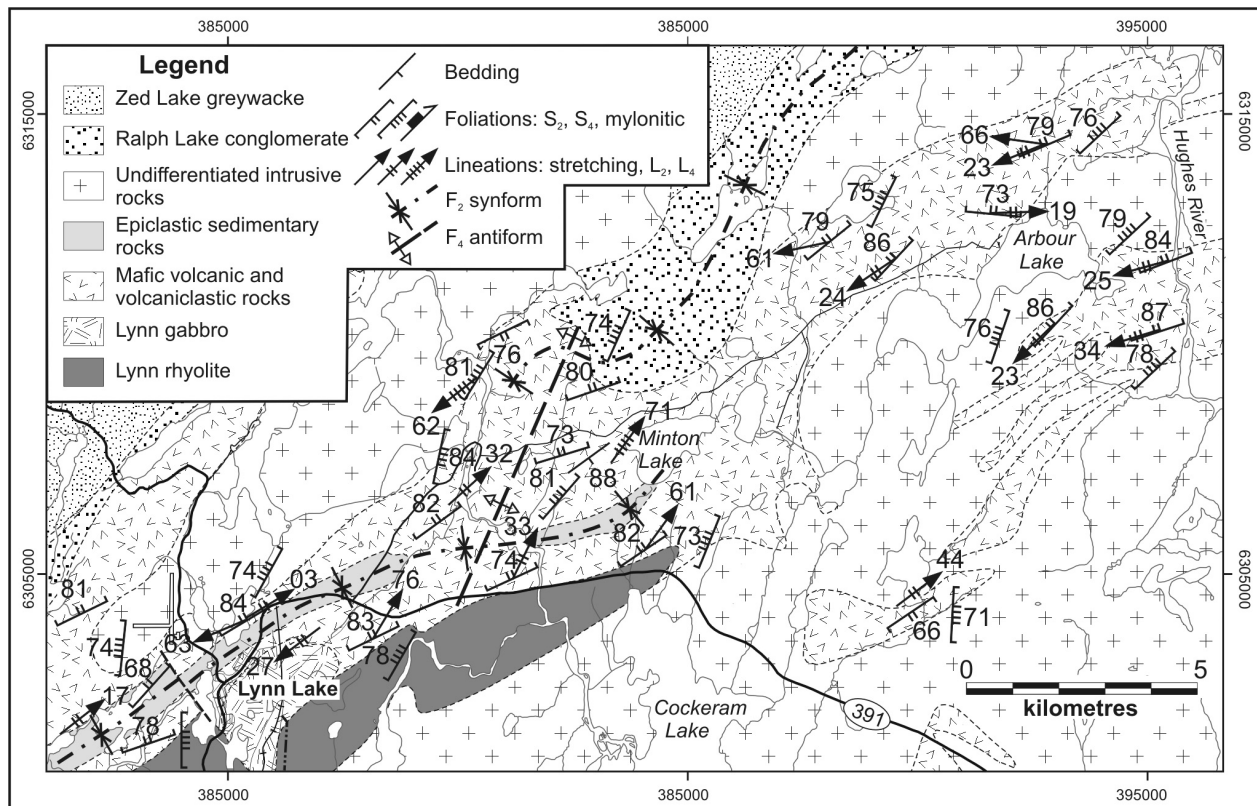 385000
385000
395000
Legend
Zed Lake greywacke
Ralph Lake conglomerate
Undifferentiated intrusive
rocks
Epiclastic sedimentary
rocks
Mafic volcanic and
volcaniclastic rocks
Lynn gabbro
Lynn rhyolite
Bedding
Foliations: S₂, S₄, mylonitic
Lineations: stretching, L₂, L₄
F₂ synform
F₄ antiform
6315000
6315000
66
79
76
23
Hughes River
75
73
19
79
79
61
86
Arbour
Lake
84
25
24
76
86
87
34
78
23
74
76
81
80
62
71
73
Minton
Lake
84
32
81
88
82
61
33
82
73
74
6305000
6305000
74
03
76
81
84
44
63
83
66
71
74
78
68
27
Lynn Lake
17
78
0
5
kilometres
Cockeram
Lake
391
385000
385000
395000